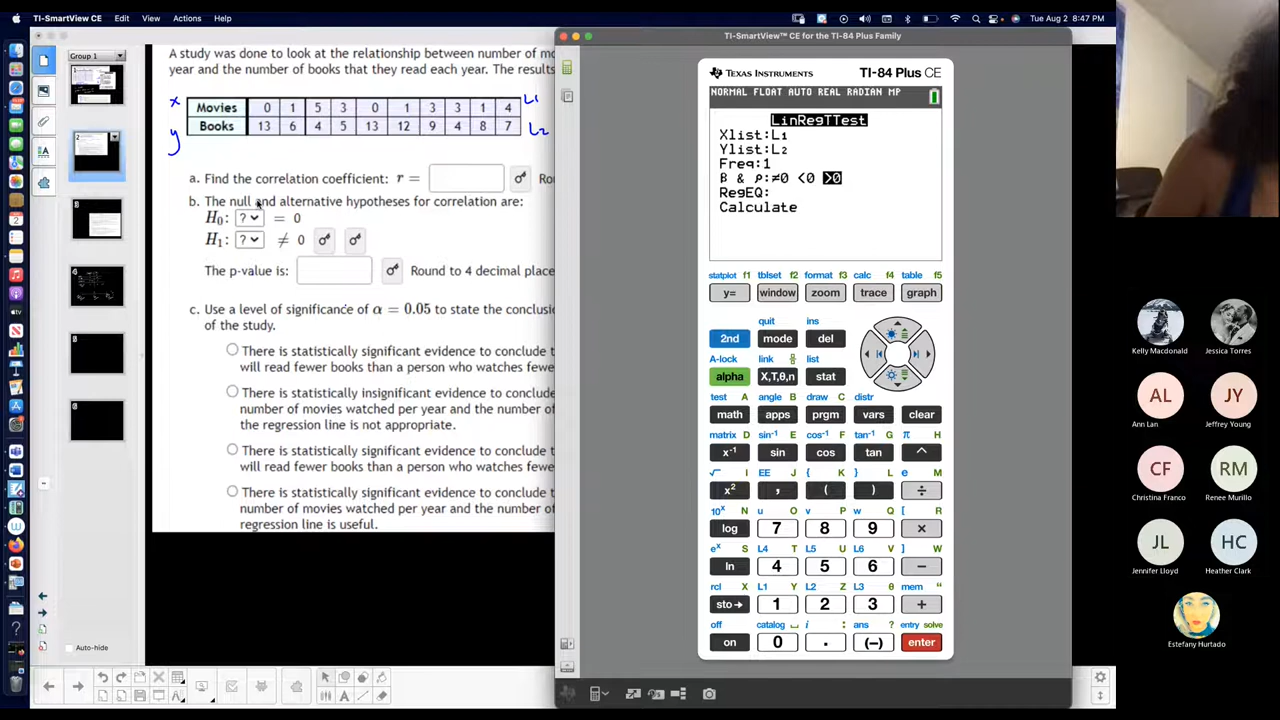 TI-SmartView CE File Edit View Actions Help
Tue Aug 2 8:47 PM
Group 1
A study was done to look at the relationship between number of mo
year and the number of books that they read each year. The results
x Movies 0 1 5 3 0 1 3 3 1 4 L1
y Books 13 6 4 5 13 12 9 4 8 7 L2
a. Find the correlation coefficient: r = Rou
b. The null and alternative hypotheses for correlation are:
H0: ? = 0
H1: ? ≠ 0
The p-value is: Round to 4 decimal place
c. Use a level of significance of α = 0.05 to state the conclusi
of the study.
There is statistically significant evidence to conclude t
will read fewer books than a person who watches fewe
There is statistically insignificant evidence to conclude
number of movies watched per year and the number of
the regression line is not appropriate.
There is statistically significant evidence to conclude t
will read fewer books than a person who watches fewe
There is statistically significant evidence to conclude t
number of movies watched per year and the number of
regression line is useful.
Auto-hide
TI-SmartView™ CE for the TI-84 Plus Family
TEXAS INSTRUMENTS TI-84 Plus CE
NORMAL FLOAT AUTO REAL RADIAN MP
LinRegTTest
Xlist:L1
Ylist:L2
Freq:1
β & ρ:≠0 <0 >0
RegEQ:
Calculate
statplot f1 tblset f2 format f3 calc f4 table f5
y= window zoom trace graph
quit ins
2nd mode del
A-lock link list
alpha X,T,θ,n stat
test A angle B draw C distr
math apps prgm vars clear
matrix D sin-1 E cos-1 F tan-1 G π H
x-1 sin cos tan ^
√ I EE J { K } L e M
x2 , ( ) ÷
10x N u O v P w Q [ R
log 7 8 9 ×
ex S L4 T L5 U L6 V ] W
ln 4 5 6 −
rcl X L1 Y L2 Z L3 θ mem "
sto→ 1 2 3 +
off catalog i : ans ? entry solve
on 0 . (−) enter
Kelly Macdonald Jessica Torres
AL JY
Ann Lan Jeffrey Young
CF RM
Christina Franco Renee Murillo
JL HC
Jennifer Lloyd Heather Clark
Estefany Hurtado